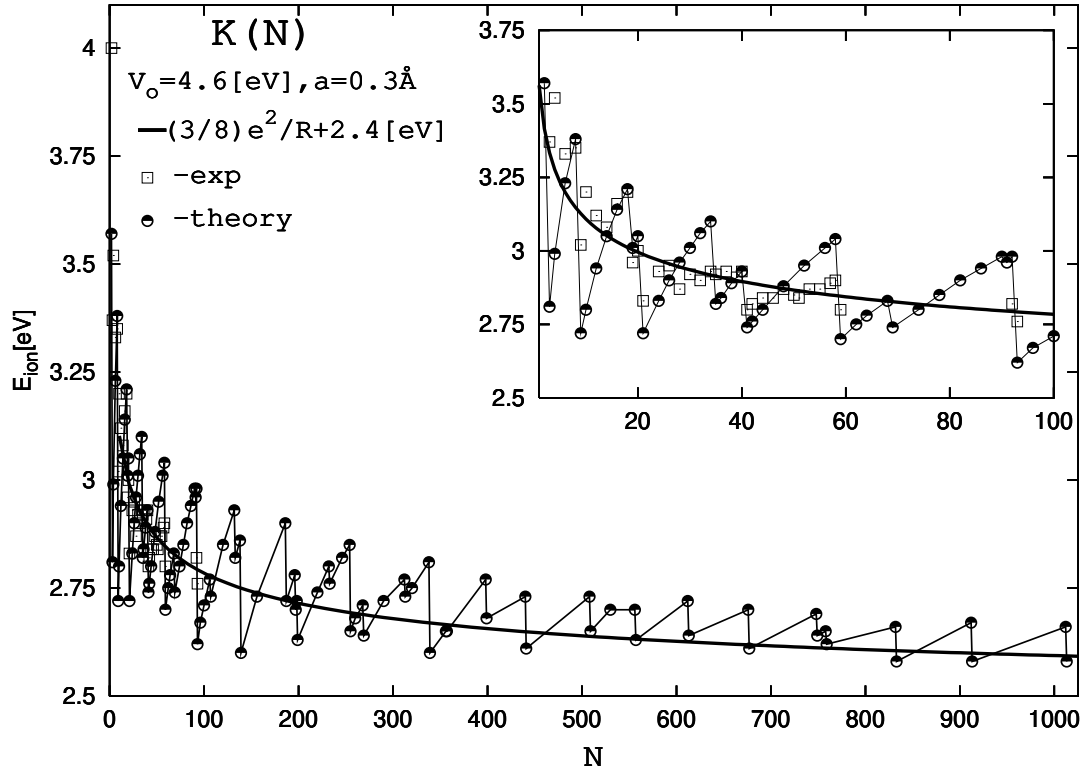 K(N)
Vo=4.6[eV],a=0.3Å
(3/8)e²/R+2.4[eV]
-exp
-theory
3.75
3.5
3.25
3
2.75
2.5
20 40 60 80 100
4
3.75
3.5
3.25
3
2.75
2.5
Eion[eV]
0 100 200 300 400 500 600 700 800 900 1000
N